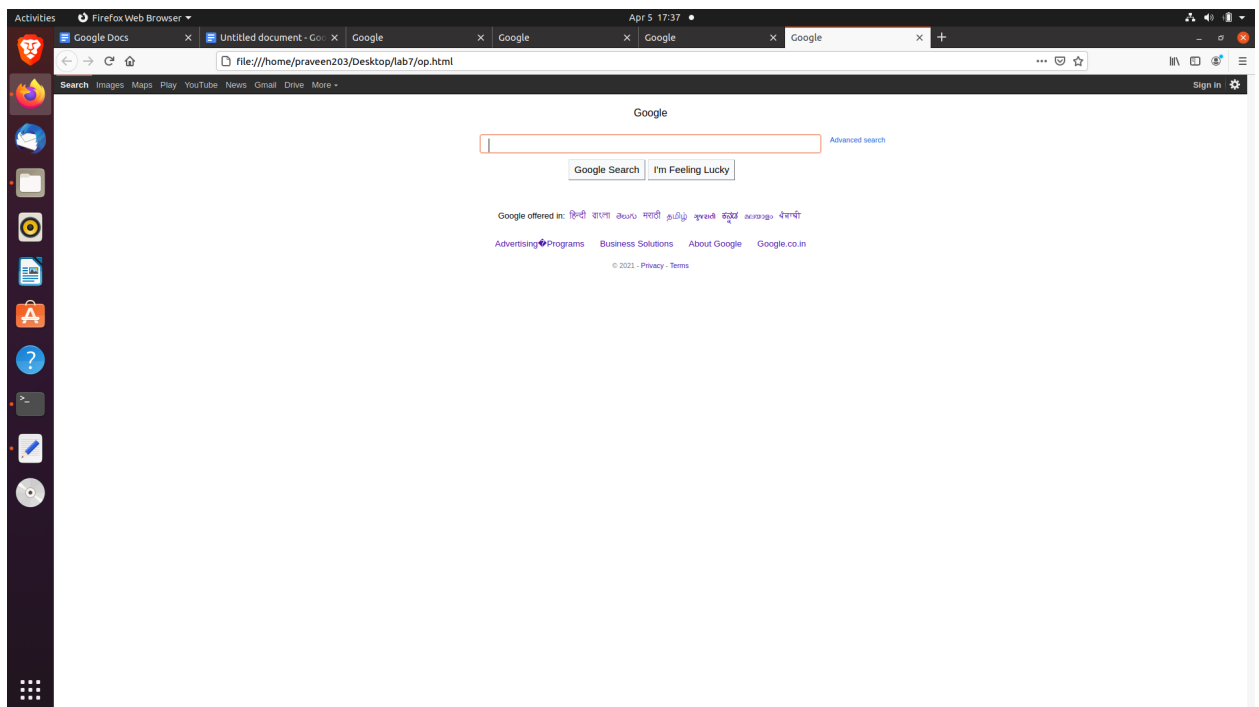 Activities Firefox Web Browser Apr 5 17:37
Google Docs Untitled document - Goo Google Google Google Google
file:///home/praveen203/Desktop/lab7/op.html
Search Images Maps Play YouTube News Gmail Drive More Sign in
Google
Advanced search
Google Search I'm Feeling Lucky
Google offered in: हिन्दी বাংলা తెలుగు मराठी தமிழ் ગુજરાતી ಕನ್ನಡ മലയാളം ਪੰਜਾਬੀ
Advertising�Programs Business Solutions About Google Google.co.in
© 2021 - Privacy - Terms